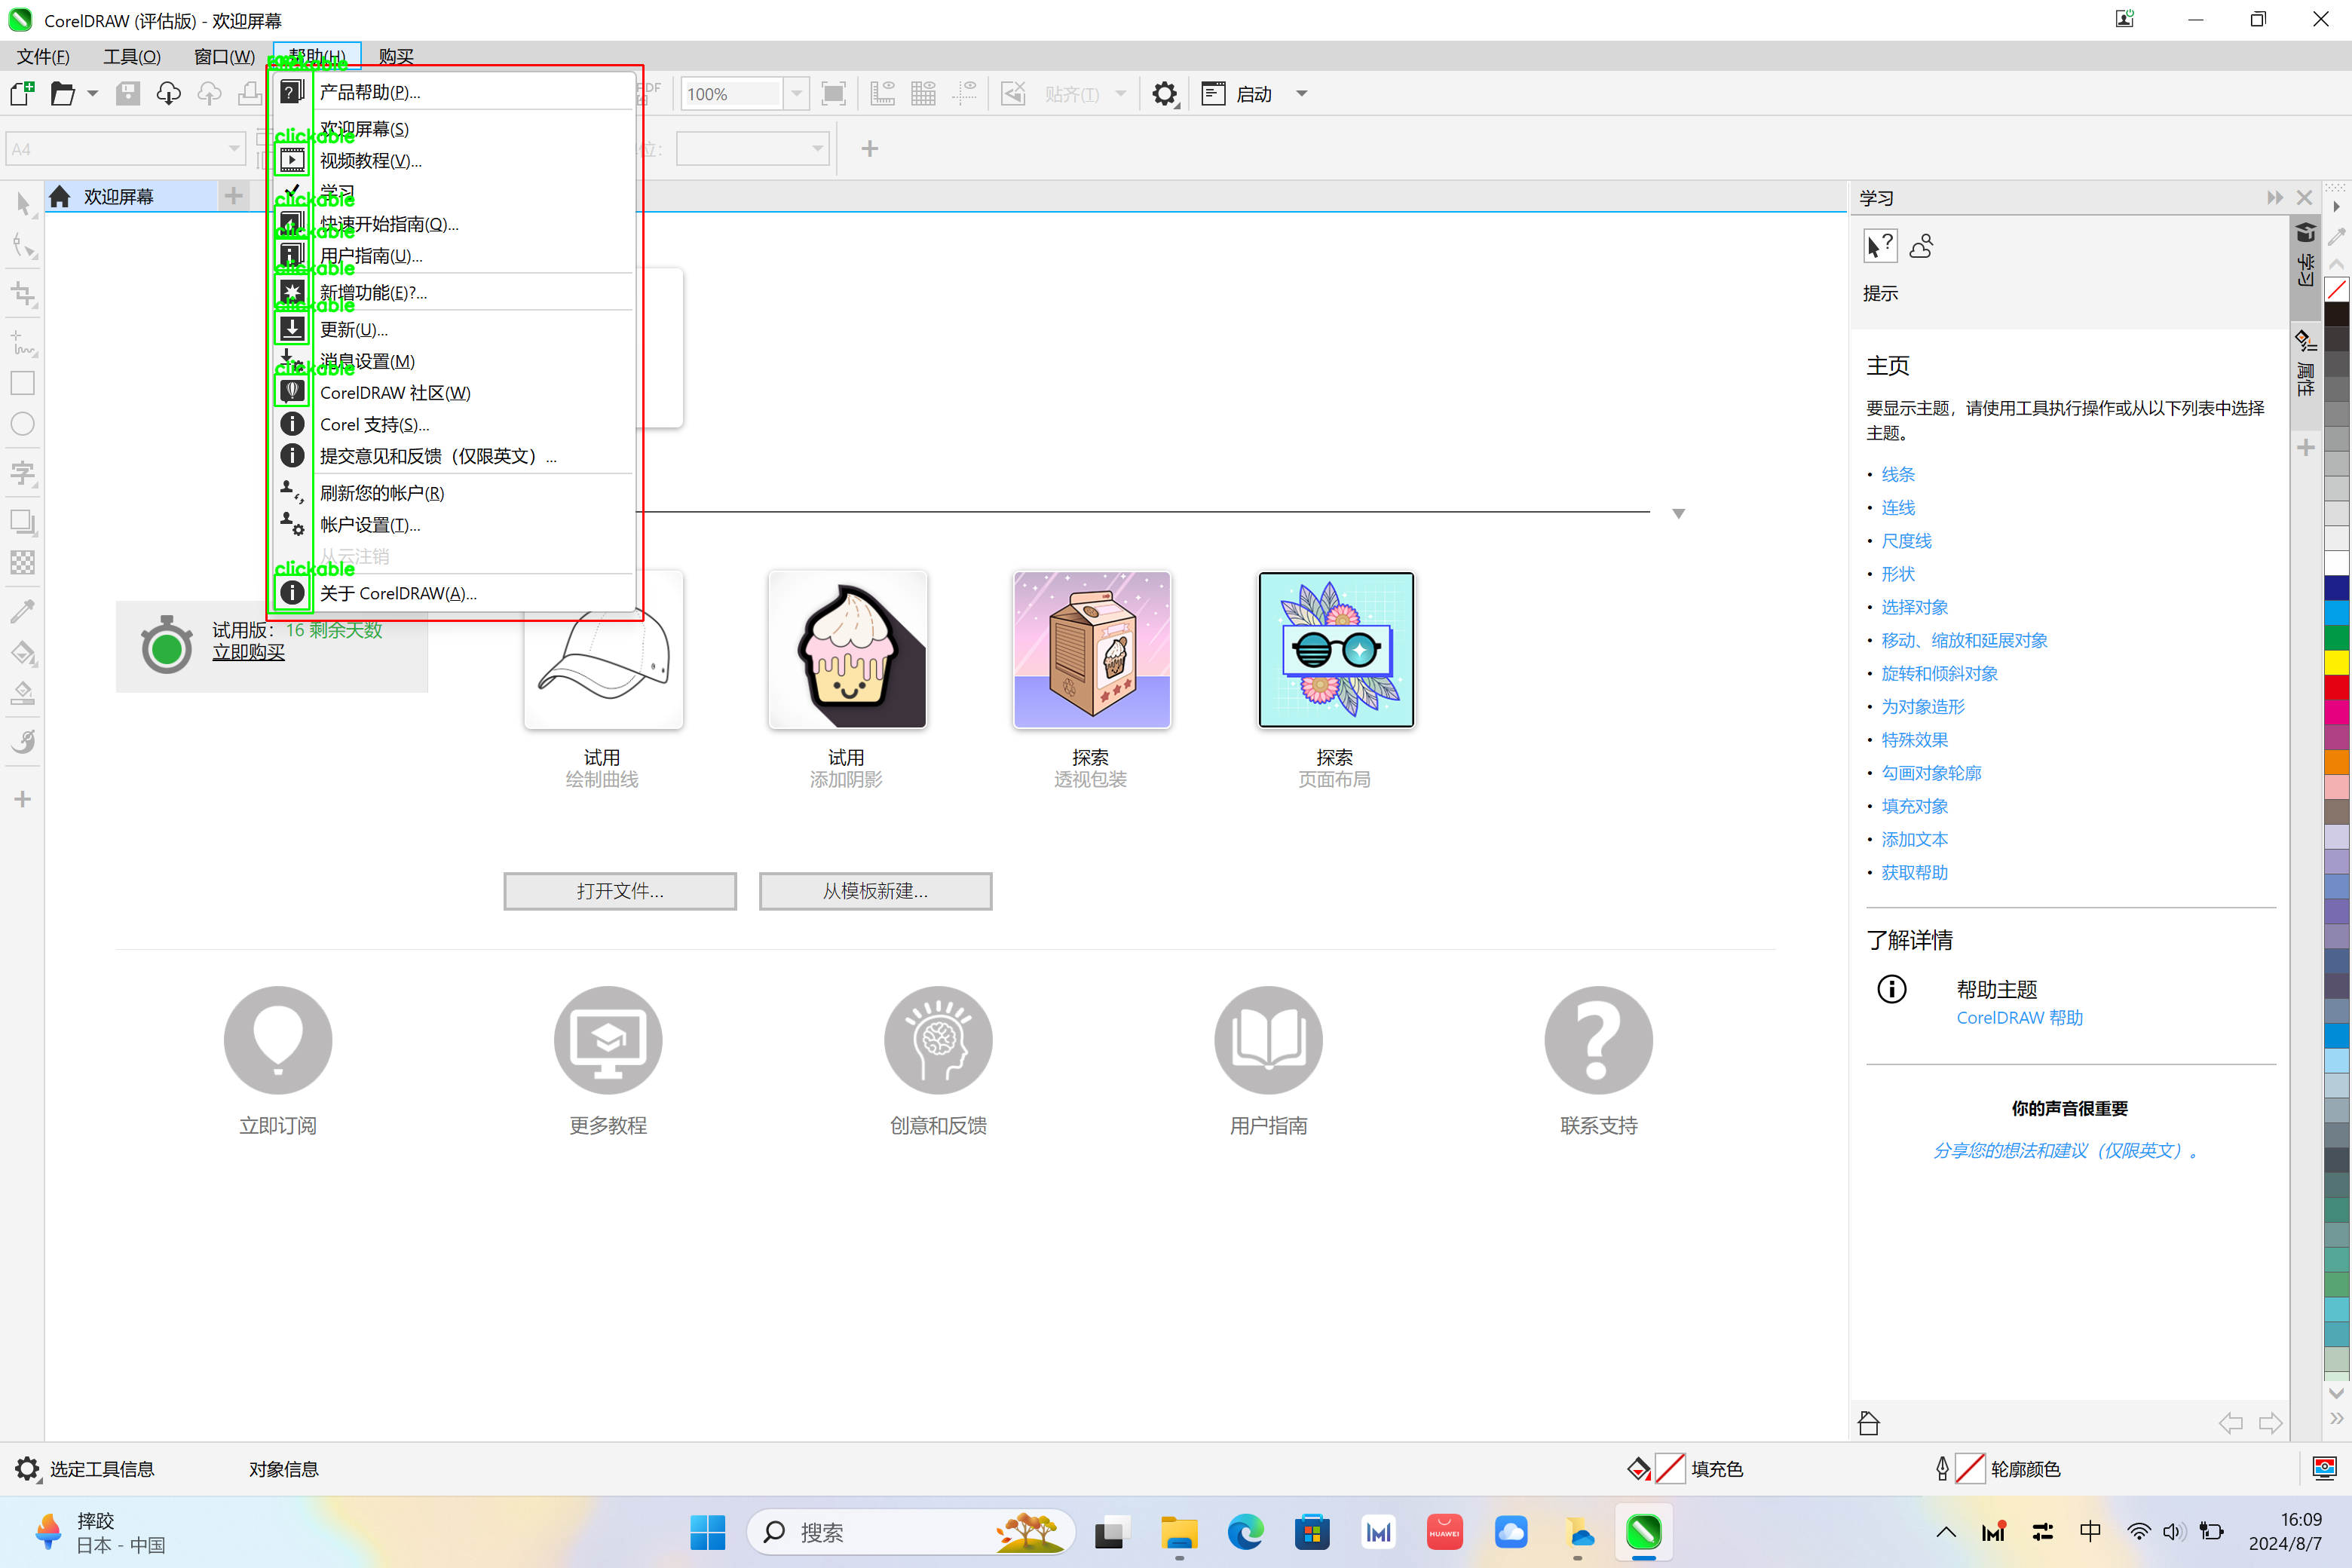 CorelDRAW (评估版) - 欢迎屏幕
文件(F) 工具(O) 窗口(W) 帮助(H) 购买
clickable
产品帮助(P)...
欢迎屏幕(S)
clickable
视频教程(V)...
学习
clickable
快速开始指南(Q)...
clickable
用户指南(U)...
clickable
新增功能(E)?...
clickable
更新(U)...
消息设置(M)
clickable
CorelDRAW 社区(W)
Corel 支持(S)...
提交意见和反馈（仅限英文）...
刷新您的帐户(R)
帐户设置(T)...
从云注销
clickable
关于 CorelDRAW(A)...
PDF
100%
贴齐(T)
启动
A4
位:
欢迎屏幕
试用版: 16 剩余天数
立即购买
试用
绘制曲线
试用
添加阴影
探索
透视包装
探索
页面布局
打开文件...
从模板新建...
立即订阅
更多教程
创意和反馈
用户指南
联系支持
学习
提示
主页
要显示主题，请使用工具执行操作或从以下列表中选择
主题。
• 线条
• 连线
• 尺度线
• 形状
• 选择对象
• 移动、缩放和延展对象
• 旋转和倾斜对象
• 为对象造形
• 特殊效果
• 勾画对象轮廓
• 填充对象
• 添加文本
• 获取帮助
了解详情
帮助主题
CorelDRAW 帮助
你的声音很重要
分享您的想法和建议（仅限英文）。
学习
属性
字
选定工具信息
对象信息
填充色
轮廓颜色
摔跤
日本 - 中国
搜索
HUAWEI
中
16:09
2024/8/7